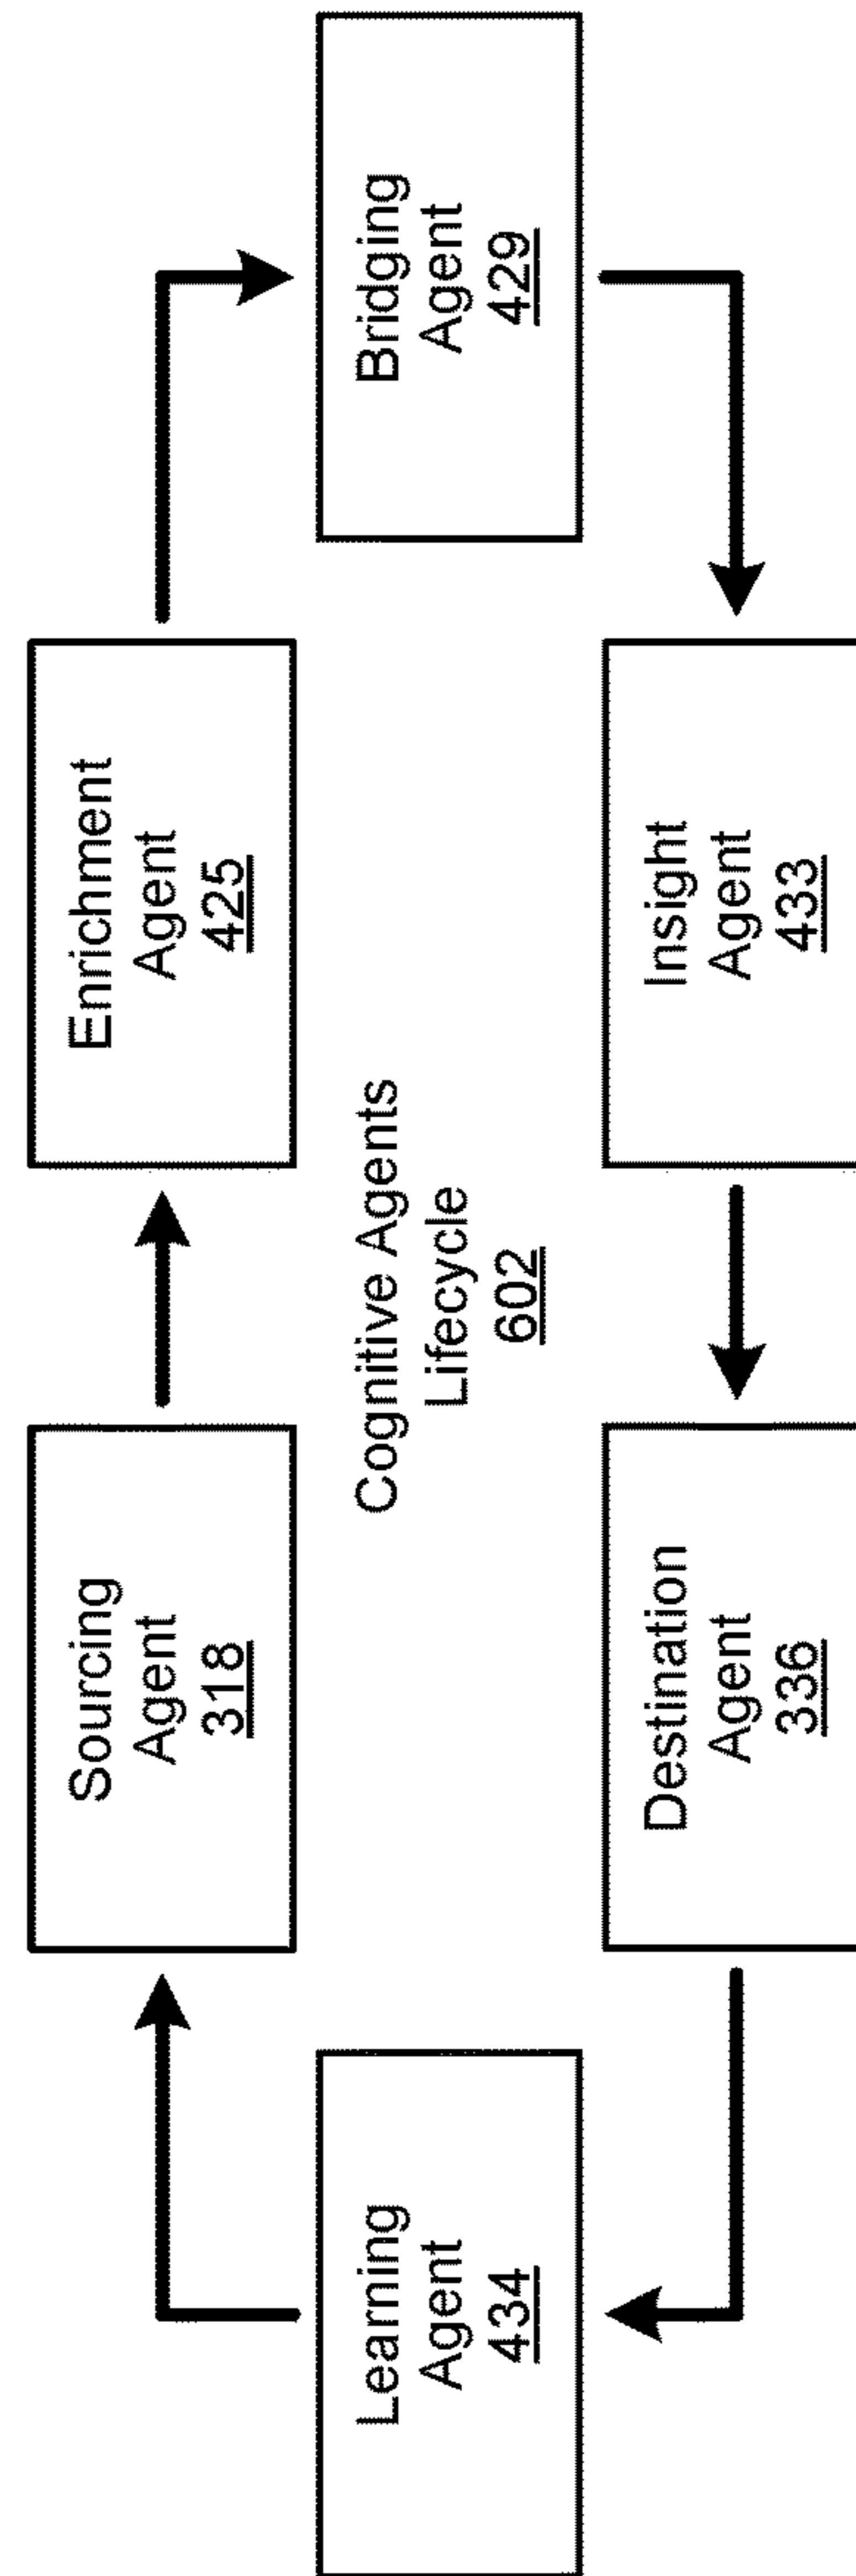 Sourcing
Agent
318
Enrichment
Agent
425
Learning
Agent
434
Cognitive Agents
Lifecycle
602
Bridging
Agent
429
Destination
Agent
336
Insight
Agent
433